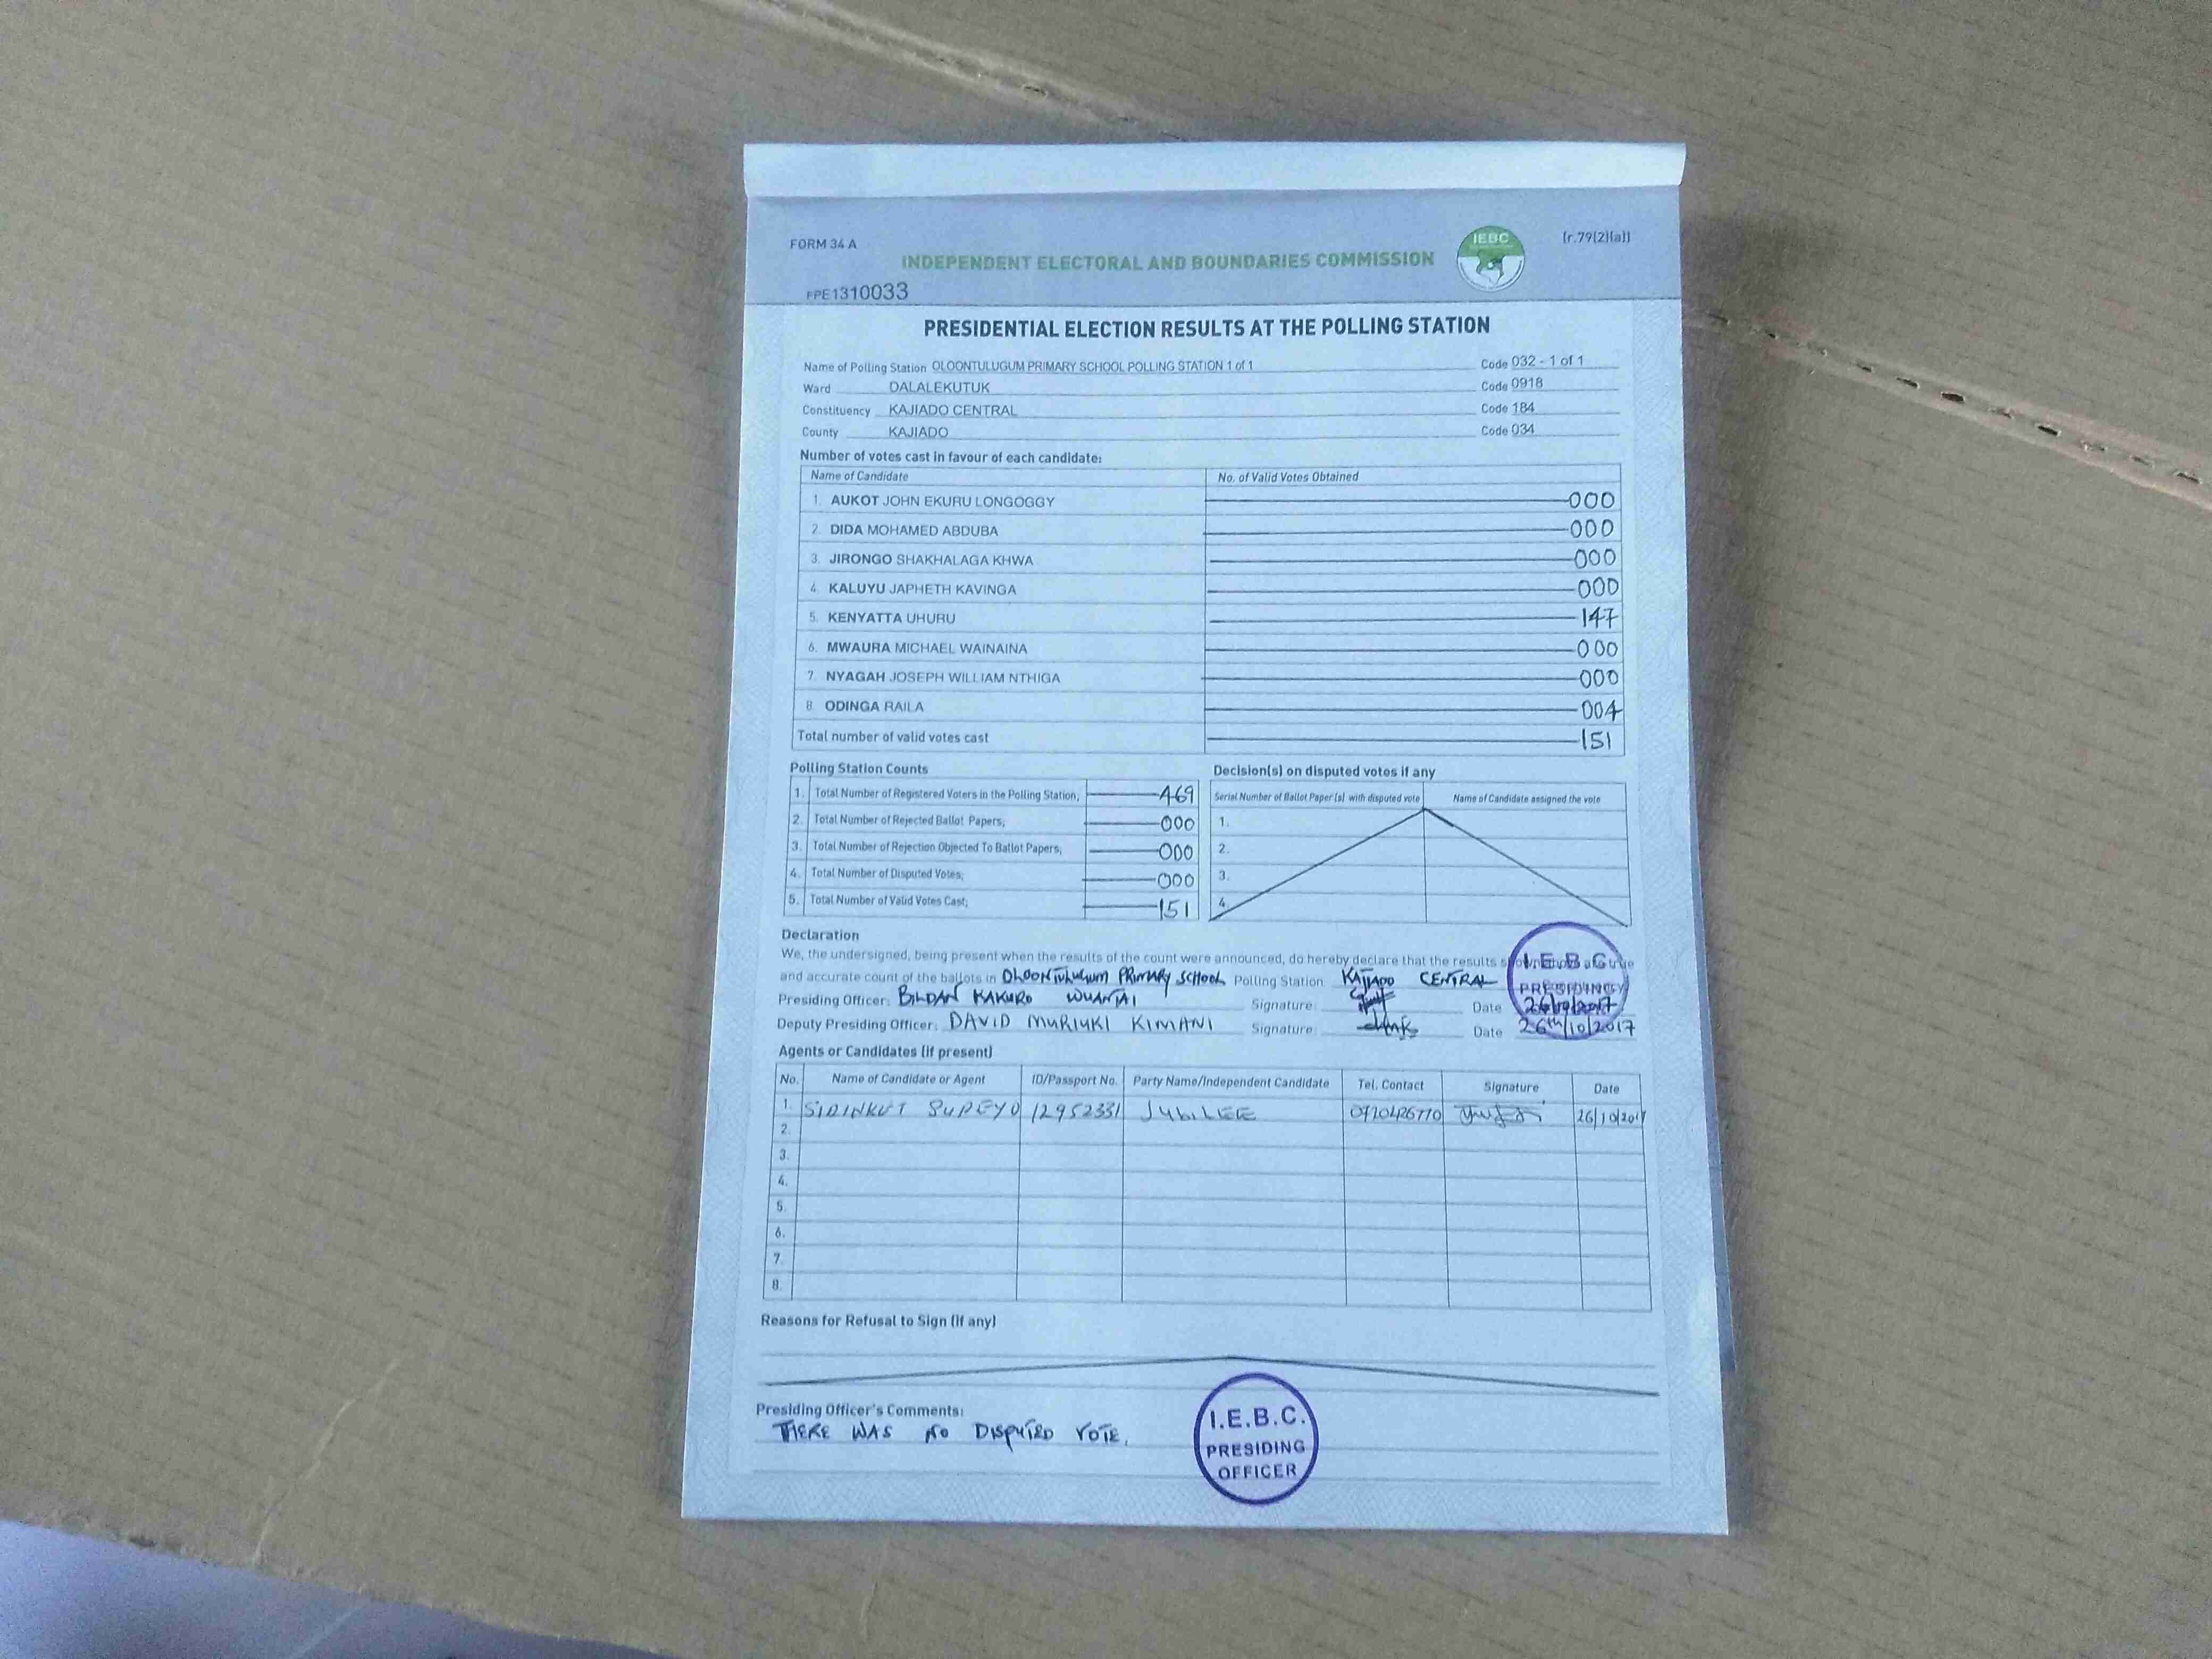 FORM 34 A
IEBC
(r.79(2)(a))
INDEPENDENT ELECTORAL AND BOUNDARIES COMMISSION
FPE1310033
PRESIDENTIAL ELECTION RESULTS AT THE POLLING STATION
Name of Polling Station OLOONTULUGUM PRIMARY SCHOOL POLLING STATION 1 of 1 Code 032 - 1 of 1
Ward DALALEKUTUK Code 0918
Constituency KAJIADO CENTRAL Code 184
County KAJIADO Code 034
Number of votes cast in favour of each candidate:
Name of Candidate No. of Valid Votes Obtained
1. AUKOT JOHN EKURU LONGOGGY 000
2. DIDA MOHAMED ABDUBA 000
3. JIRONGO SHAKHALAGA KHWA 000
4. KALUYU JAPHETH KAVINGA 000
5. KENYATTA UHURU 147
6. MWAURA MICHAEL WAINAINA 000
7. NYAGAH JOSEPH WILLIAM NTHIGA 000
8. ODINGA RAILA 004
Total number of valid votes cast 151
Polling Station Counts
1. Total Number of Registered Voters in the Polling Station; 469
2. Total Number of Rejected Ballot Papers; 000
3. Total Number of Rejection Objected To Ballot Papers; 000
4. Total Number of Disputed Votes; 000
5. Total Number of Valid Votes Cast; 151
Decision(s) on disputed votes if any
Serial Number of Ballot Paper (s) with disputed vote Name of Candidate assigned the vote
1.
2.
3.
4.
Declaration
We, the undersigned, being present when the results of the count were announced, do hereby declare that the results
and accurate count of the ballots in OLOONTULUGUM PRIMARY SCHOOL Polling Station KAJIADO CENTRAL
Presiding Officer: KAKURO Signature Date 26/10/2017
Deputy Presiding Officer: DAVID MURIUKI KIMANI Signature Date 26th/10/2017
I.E.B.C.
PRESIDING
Agents or Candidates (if present)
No. Name of Candidate or Agent ID/Passport No. Party Name/Independent Candidate Tel. Contact Signature Date
1. SUPEYO 12952331 JUBILEE 26/10/2017
2.
3.
4.
5.
6.
7.
8.
Reasons for Refusal to Sign (if any)
Presiding Officer's Comments:
THERE WAS NO DISPUTED VOTE.
I.E.B.C.
PRESIDING
OFFICER